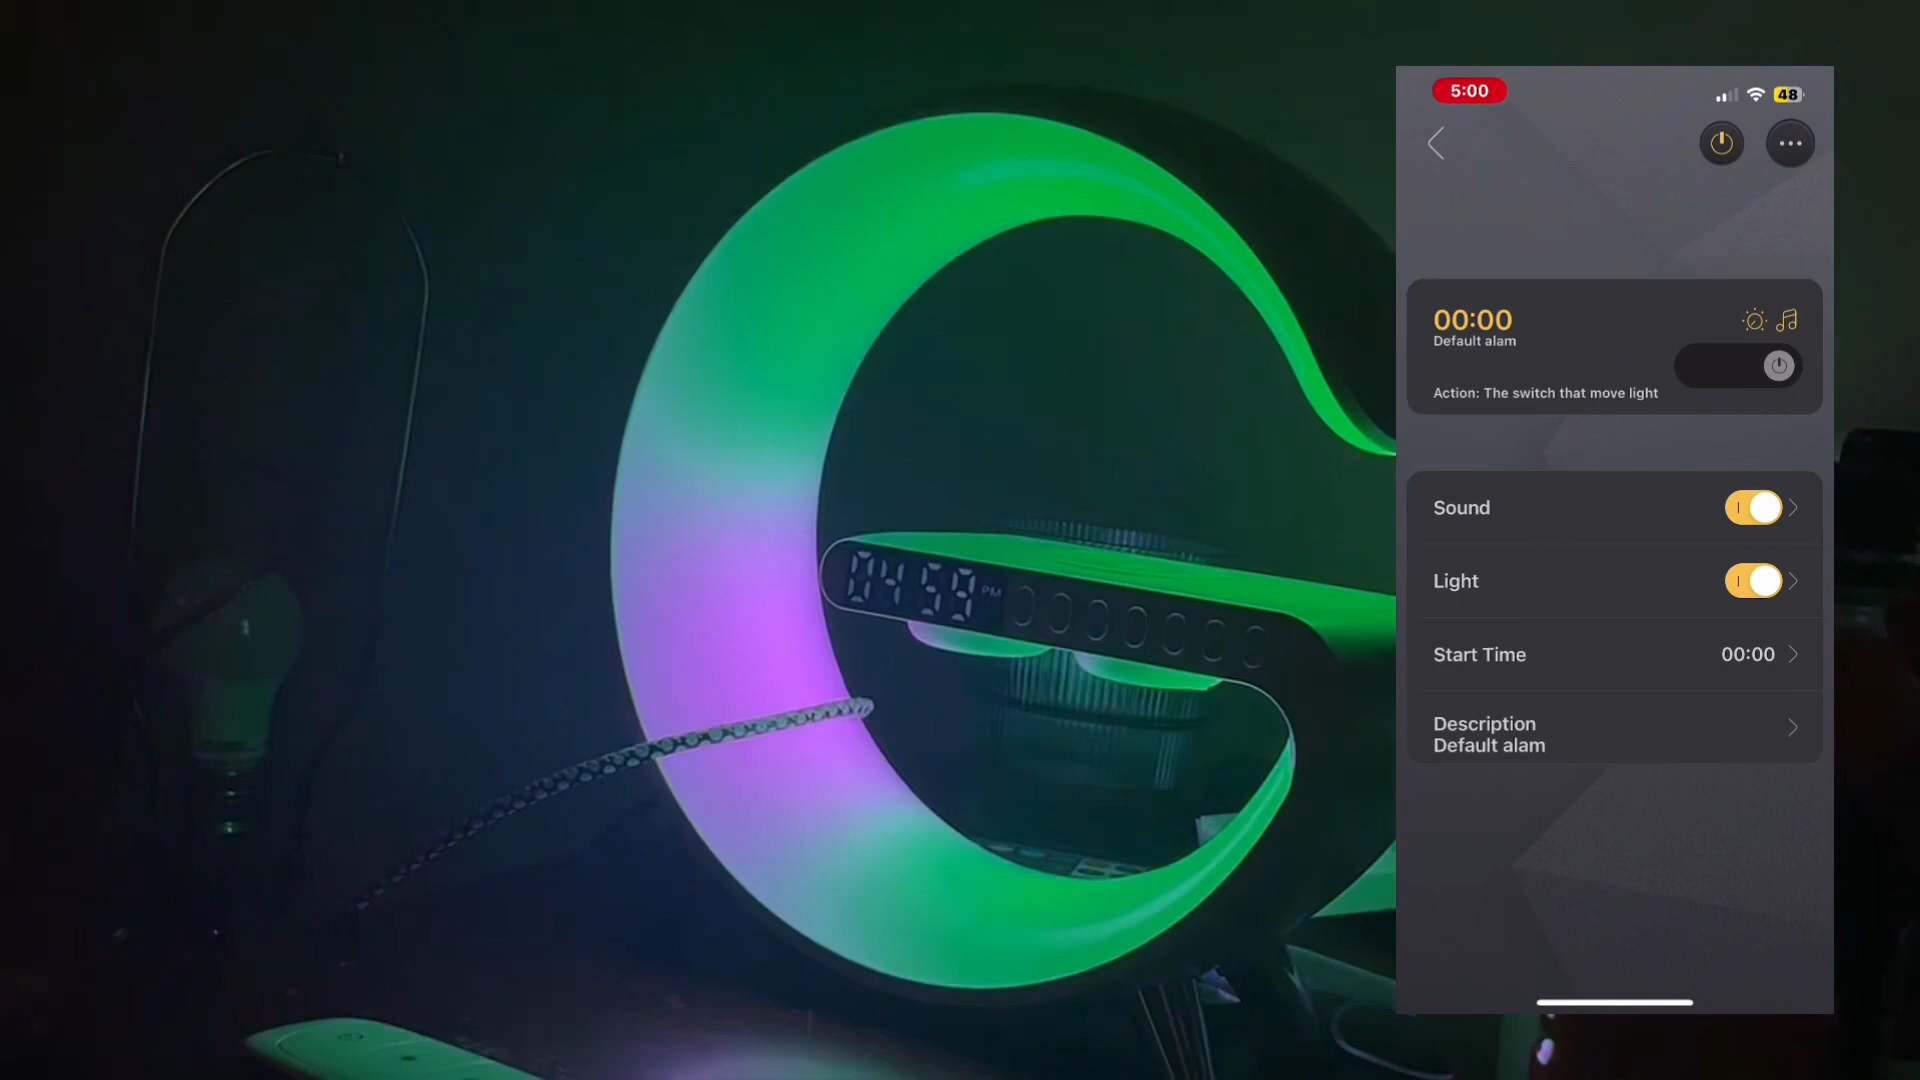 5:00
48
00:00
Default alam
Action: The switch that move light
Sound
Light
Start Time 00:00
Description
Default alam
04 59 PM